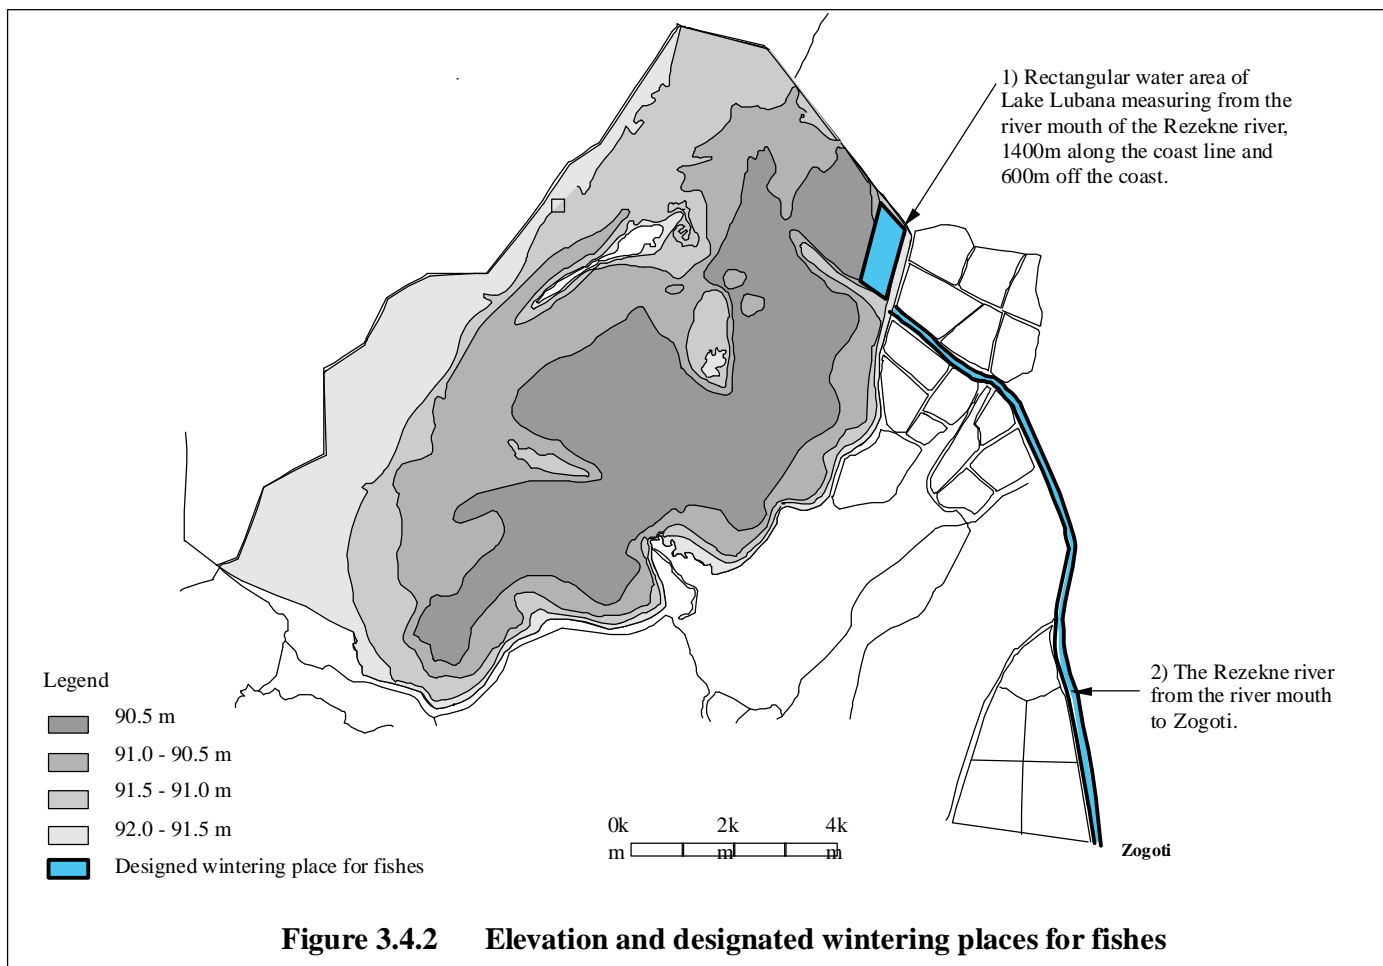 1) Rectangular water area of
Lake Lubana measuring from the
river mouth of the Rezekne river,
1400m along the coast line and
600m off the coast.
2) The Rezekne river
from the river mouth
to Zogoti.
Legend
90.5 m
91.0 - 90.5 m
91.5 - 91.0 m
92.0 - 91.5 m
Designed wintering place for fishes
0k 2k 4k
m m m
Zogoti
Figure 3.4.2 Elevation and designated wintering places for fishes